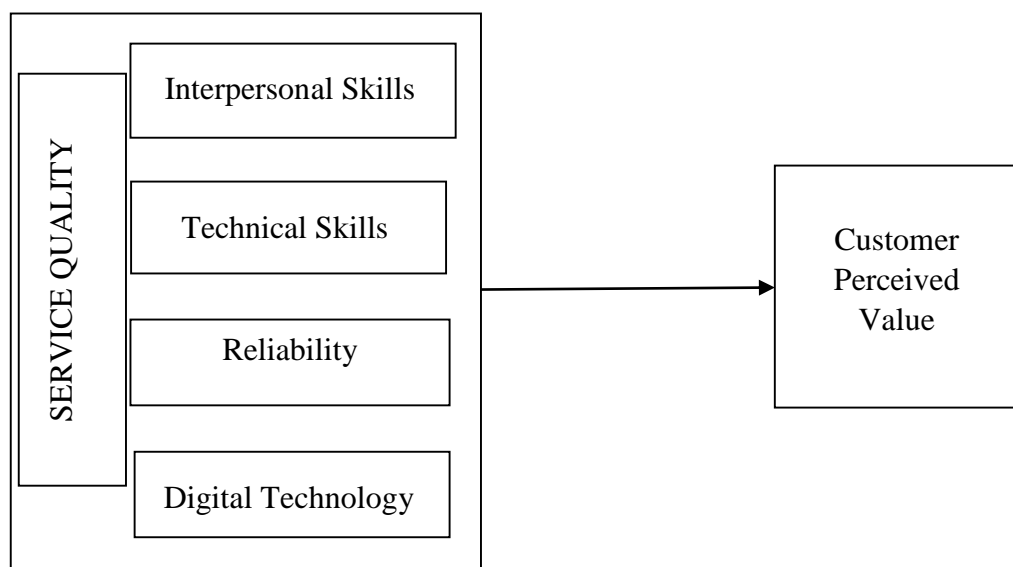 SERVICE QUALITY
Interpersonal Skills
Technical Skills
Reliability
Digital Technology
Customer
Perceived
Value